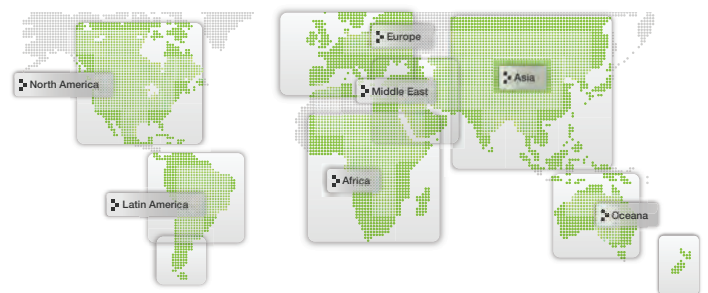 Europe
North America
Asia
Middle East
Africa
Latin America
Oceana